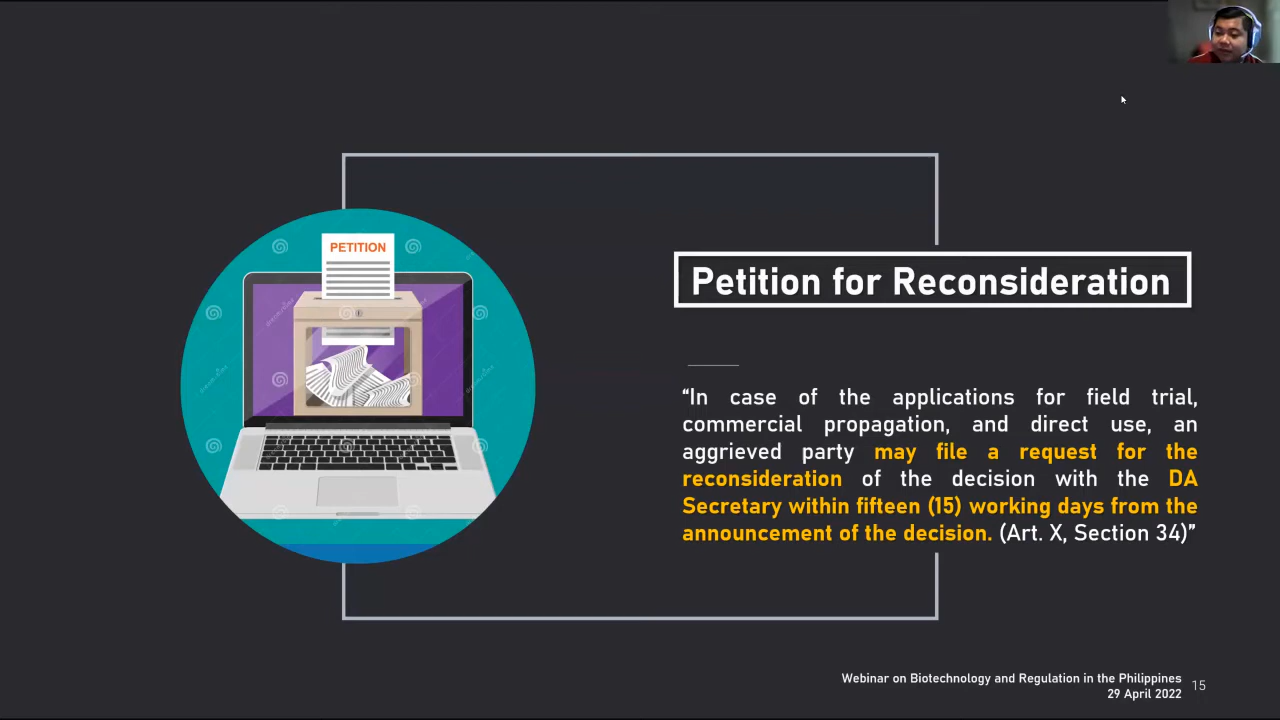 PETITION
Petition for Reconsideration
“In case of the applications for field trial,
commercial propagation, and direct use, an
aggrieved party may file a request for the
reconsideration of the decision with the DA
Secretary within fifteen (15) working days from the
announcement of the decision. (Art. X, Section 34)”
Webinar on Biotechnology and Regulation in the Philippines
29 April 2022
15